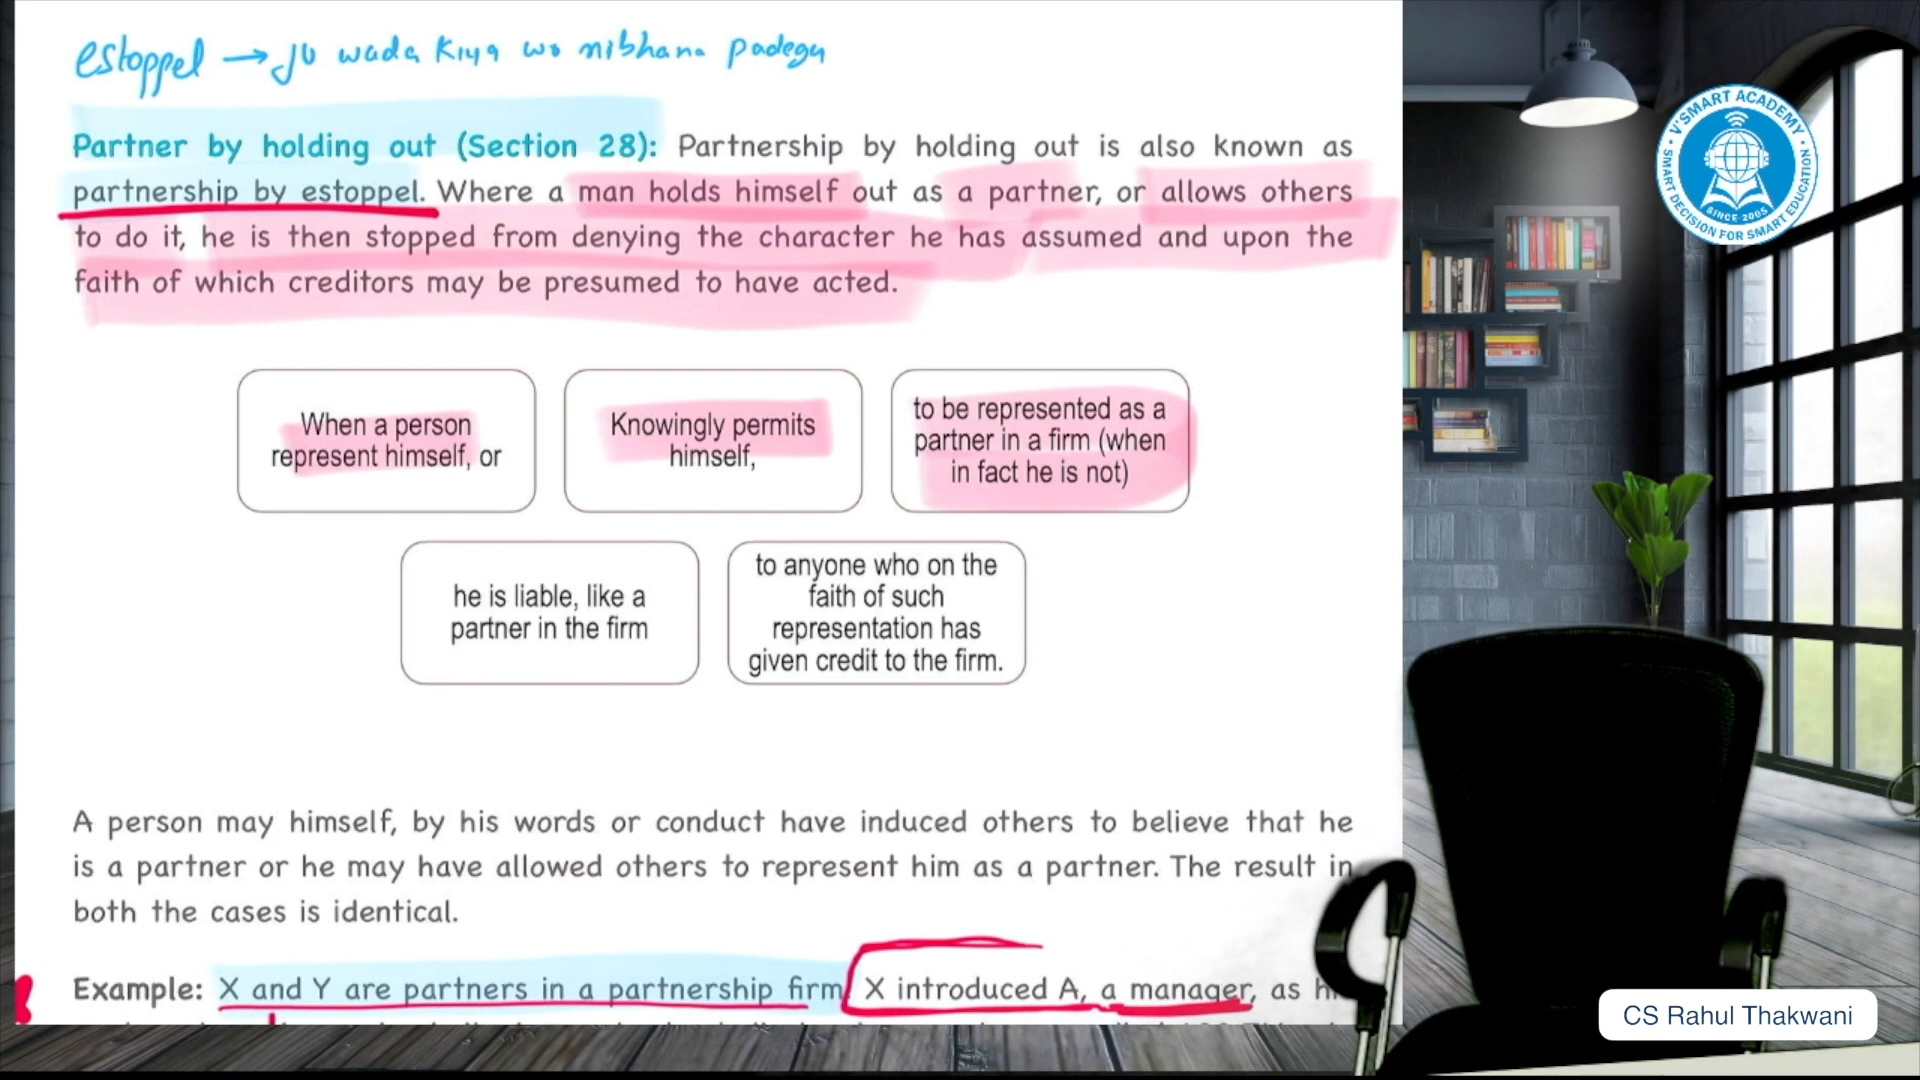 estoppel → jo wada kiya wo nibhana padega
Partner by holding out (Section 28): Partnership by holding out is also known as
partnership by estoppel. Where a man holds himself out as a partner, or allows others
to do it, he is then stopped from denying the character he has assumed and upon the
faith of which creditors may be presumed to have acted.
When a person
represent himself, or
Knowingly permits
himself,
to be represented as a
partner in a firm (when
in fact he is not)
he is liable, like a
partner in the firm
to anyone who on the
faith of such
representation has
given credit to the firm.
A person may himself, by his words or conduct have induced others to believe that he
is a partner or he may have allowed others to represent him as a partner. The result in
both the cases is identical.
Example: X and Y are partners in a partnership firm X introduced A, a manager, as
V'SMART ACADEMY
SINCE-2005
SMART DECISION FOR SMART EDUCATION
CS Rahul Thakwani